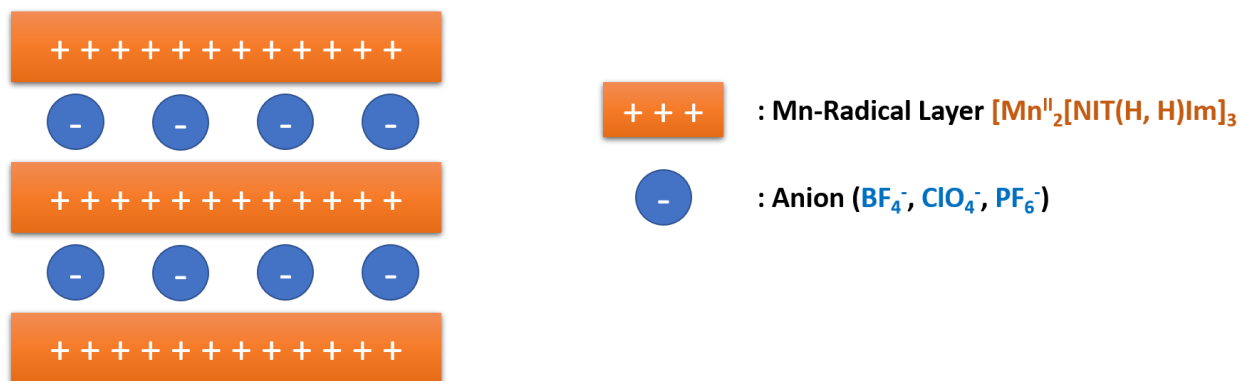 + + + + + + + + + + + +
- - - -
+ + + + + + + + + + + +
- - - -
+ + + + + + + + + + + +
+ + + : Mn-Radical Layer [Mnᴵᴵ₂[NIT(H, H)Im]₃
- : Anion (BF₄⁻, ClO₄⁻, PF₆⁻)